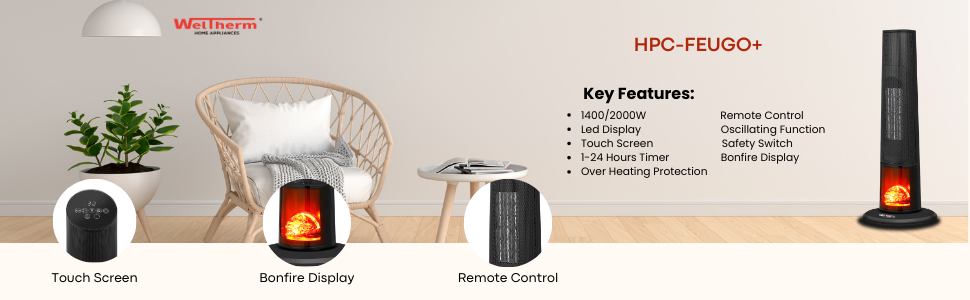 WelTherm®
HOME APPLIANCES
HPC-FEUGO+
Key Features:
• 1400/2000W
• Led Display
• Touch Screen
• 1-24 Hours Timer
• Over Heating Protection
Remote Control
Oscillating Function
Safety Switch
Bonfire Display
30
Touch Screen
Bonfire Display
Remote Control